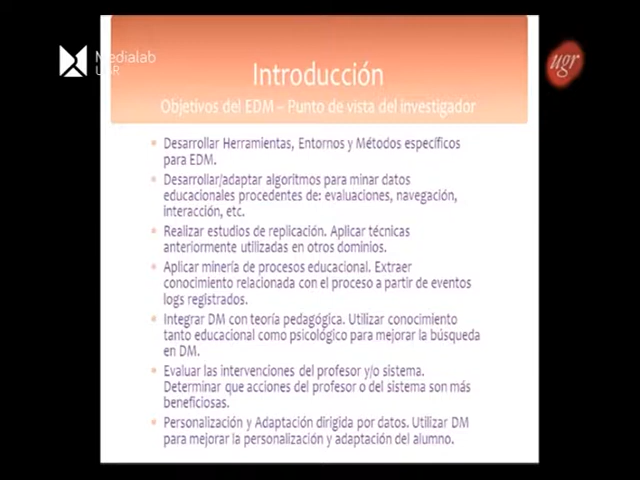 Medialab
UGR
ugr
Introducción
Objetivos del EDM – Punto de vista del investigador
Desarrollar Herramientas, Entornos y Métodos específicos
para EDM.
Desarrollar/adaptar algoritmos para minar datos
educacionales procedentes de: evaluaciones, navegación,
interacción, etc.
Realizar estudios de replicación. Aplicar técnicas
anteriormente utilizadas en otros dominios.
Aplicar minería de procesos educacional. Extraer
conocimiento relacionada con el proceso a partir de eventos
logs registrados.
Integrar DM con teoría pedagógica. Utilizar conocimiento
tanto educacional como psicológico para mejorar la búsqueda
en DM.
Evaluar las intervenciones del profesor y/o sistema.
Determinar que acciones del profesor o del sistema son más
beneficiosas.
Personalización y Adaptación dirigida por datos. Utilizar DM
para mejorar la personalización y adaptación del alumno.